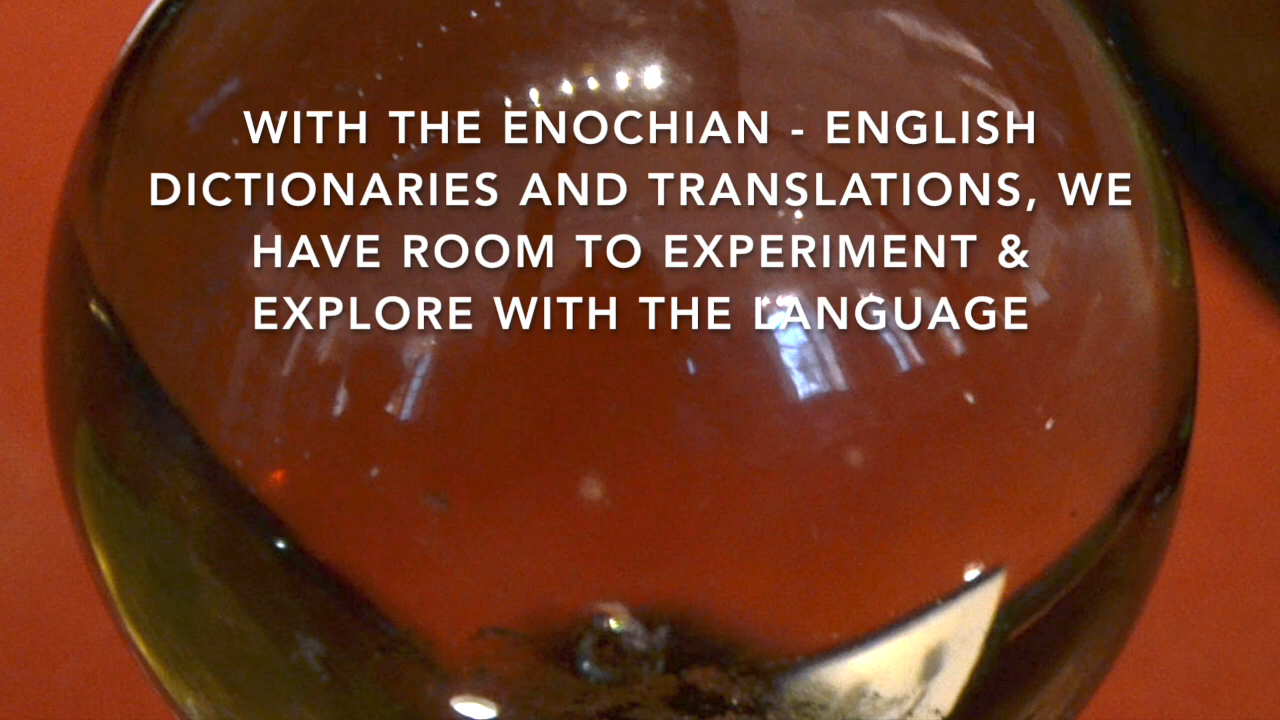 WITH THE ENOCHIAN - ENGLISH
DICTIONARIES AND TRANSLATIONS, WE
HAVE ROOM TO EXPERIMENT &
EXPLORE WITH THE LANGUAGE